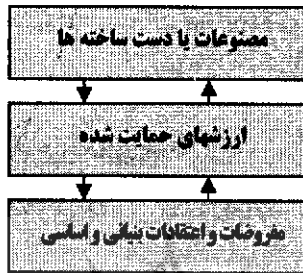 مصنوعات یا دست ساخته ها
ارزشهای حمایت شده
مفروضات و اعتقادات بنیانی و اساسی